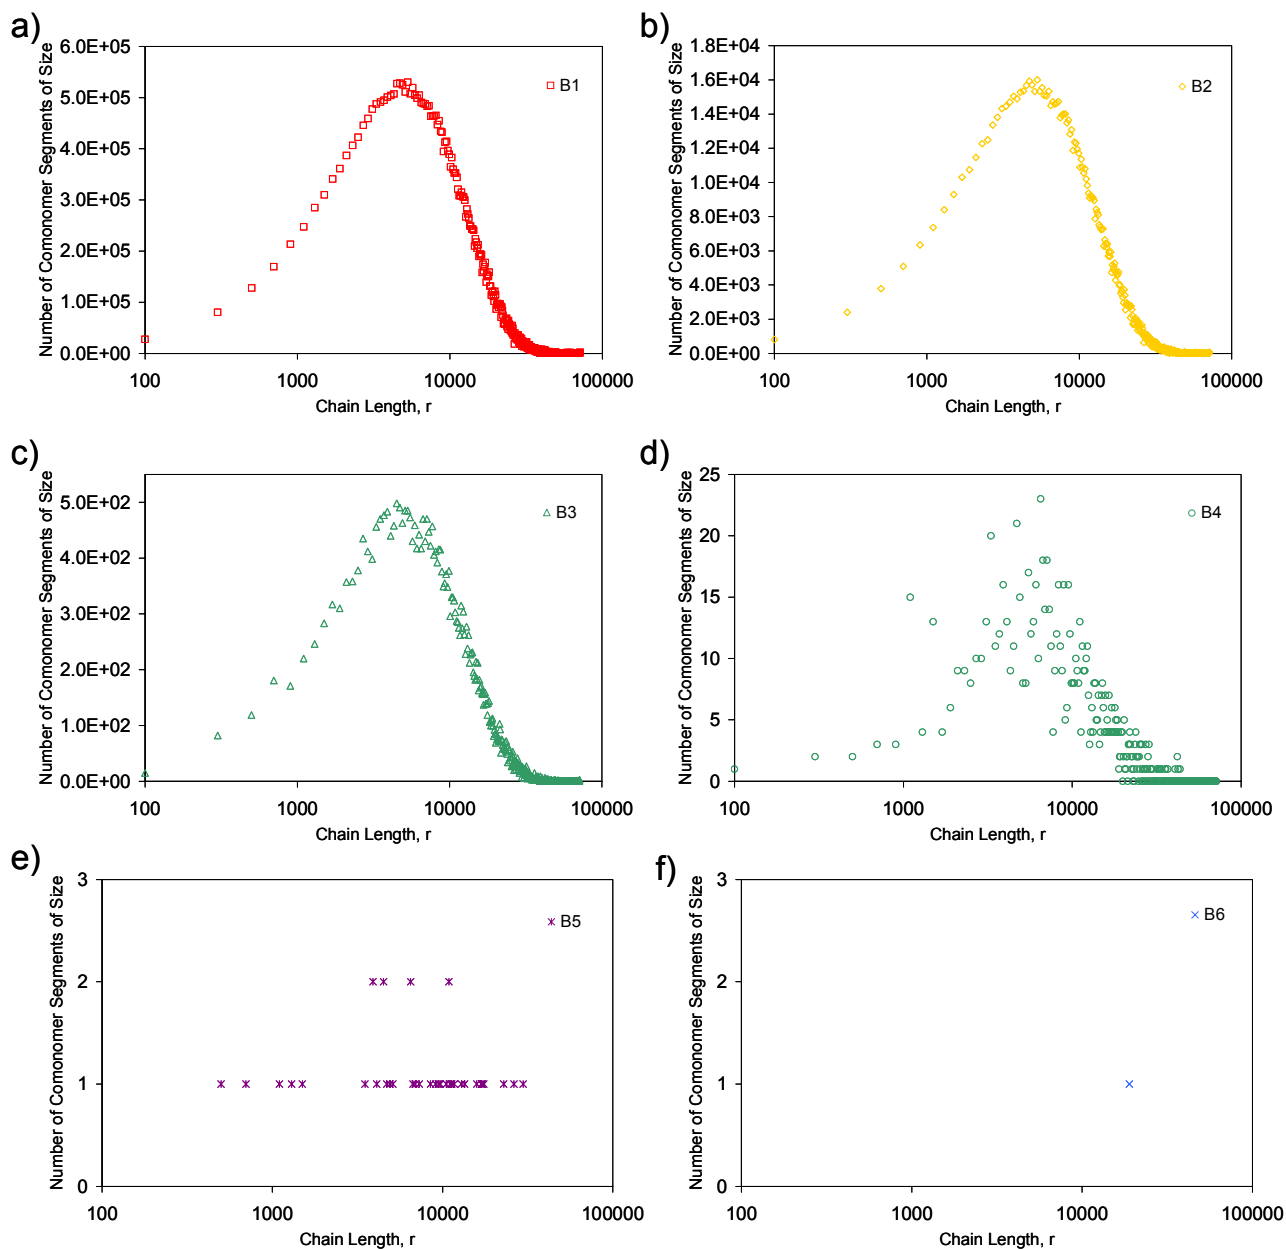 a)
Number of Comonomer Segments of Size
6.0E+05
5.0E+05
4.0E+05
3.0E+05
2.0E+05
1.0E+05
0.0E+00
B1
100
1000
10000
100000
Chain Length, r
b)
Number of Comonomer Segments of Size
1.8E+04
1.6E+04
1.4E+04
1.2E+04
1.0E+04
8.0E+03
6.0E+03
4.0E+03
2.0E+03
0.0E+00
B2
100
1000
10000
100000
Chain Length, r
c)
Number of Comonomer Segments of Size
5.0E+02
4.0E+02
3.0E+02
2.0E+02
1.0E+02
0.0E+00
B3
100
1000
10000
100000
Chain Length, r
d)
Number of Comonomer Segments of Size
25
20
15
10
5
0
B4
100
1000
10000
100000
Chain Length, r
e)
Number of Comonomer Segments of Size
3
2
1
0
B5
100
1000
10000
100000
Chain Length, r
f)
Number of Comonomer Segments of Size
3
2
1
0
B6
100
1000
10000
100000
Chain Length, r